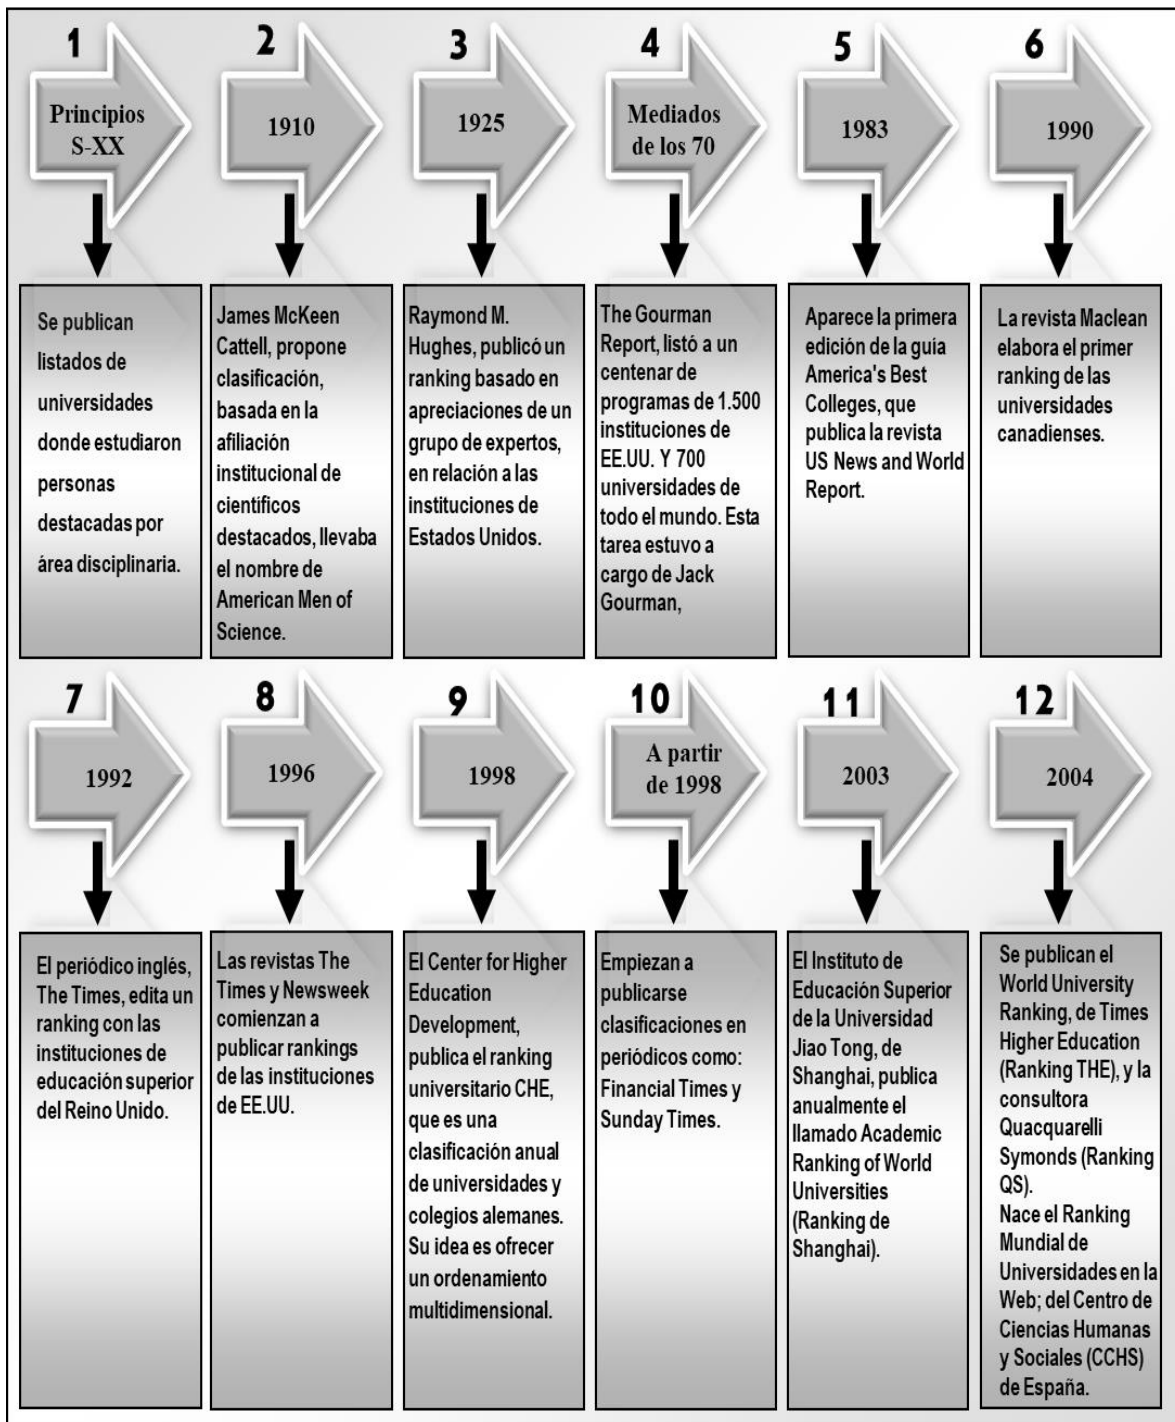 1
Principios
S-XX
Se publican
listados de
universidades
donde estudiaron
personas
destacadas por
área disciplinaria.
2
1910
James McKeen
Cattell, propone
clasificación,
basada en la
afiliación
institucional de
científicos
destacados, llevaba
el nombre de
American Men of
Science.
3
1925
Raymond M.
Hughes, publicó un
ranking basado en
apreciaciones de un
grupo de expertos,
en relación a las
instituciones de
Estados Unidos.
4
Mediados
de los 70
The Gourman
Report, listó a un
centenar de
programas de 1.500
instituciones de
EE.UU. Y 700
universidades de
todo el mundo. Esta
tarea estuvo a
cargo de Jack
Gourman,
5
1983
Aparece la primera
edición de la guía
America's Best
Colleges, que
publica la revista
US News and World
Report.
6
1990
La revista Maclean
elabora el primer
ranking de las
universidades
canadienses.
7
1992
El periódico inglés,
The Times, edita un
ranking con las
instituciones de
educación superior
del Reino Unido.
8
1996
Las revistas The
Times y Newsweek
comienzan a
publicar rankings
de las instituciones
de EE.UU.
9
1998
El Center for Higher
Education
Development,
publica el ranking
universitario CHE,
que es una
clasificación anual
de universidades y
colegios alemanes.
Su idea es ofrecer
un ordenamiento
multidimensional.
10
A partir
de 1998
Empiezan a
publicarse
clasificaciones en
periódicos como:
Financial Times y
Sunday Times.
11
2003
El Instituto de
Educación Superior
de la Universidad
Jiao Tong, de
Shanghai, publica
anualmente el
llamado Academic
Ranking of World
Universities
(Ranking de
Shanghai).
12
2004
Se publican el
World University
Ranking, de Times
Higher Education
(Ranking THE), y la
consultora
Quacquarelli
Symonds (Ranking
QS).
Nace el Ranking
Mundial de
Universidades en la
Web; del Centro de
Ciencias Humanas
y Sociales (CCHS)
de España.